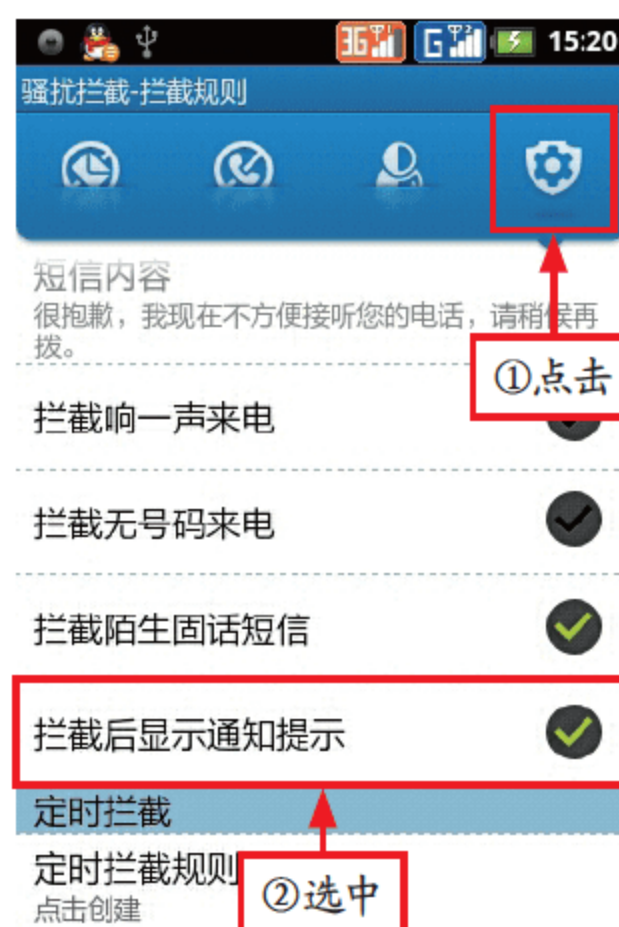 3G 1 G 2 15:20
骚扰拦截-拦截规则
短信内容
很抱歉，我现在不方便接听您的电话，请稍候再
拨。
①点击
拦截响一声来电
拦截无号码来电
拦截陌生固话短信
拦截后显示通知提示
定时拦截
定时拦截规则
②选中
点击创建